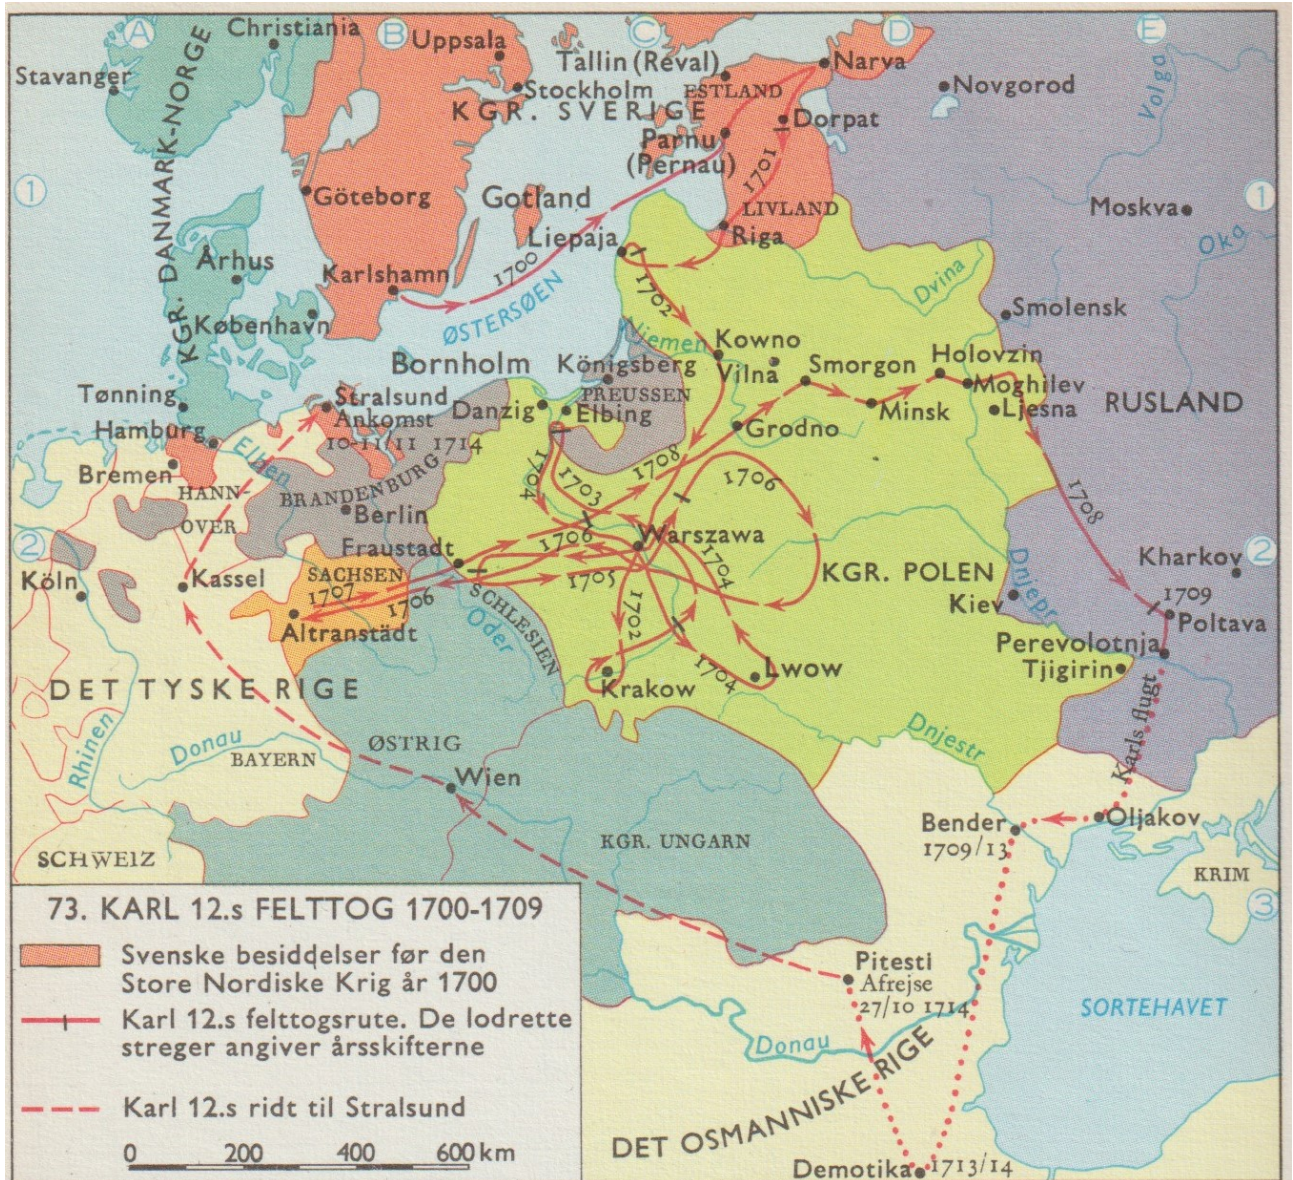 A
B
C
D
E
Christiania
Uppsala
Tallin (Reval)
Narva
Stavanger
Stockholm
ESTLAND
Novgorod
Volga
KGR. DANMARK-NORGE
KGR. SVERIGE
Dorpat
Parnu
(Pernau)
1701
1
Göteborg
Gotland
LIVLAND
Moskva
1
Liepaja
Riga
Oka
Århus
Karlshamn
1700
1702
Dvina
København
ØSTERSØEN
Smolensk
Niemen
Kowno
Bornholm
Königsberg
Vilna
Smorgon
Holovzin
Moghilev
Tønning
Stralsund
Ankomst
10-11/11 1714
Danzig
PREUSSEN
Elbing
Minsk
Ljesna
RUSLAND
Hamburg
Elben
Grodno
Bremen
HANN-
OVER
BRANDENBURG
Berlin
1704
1703
1708
1706
1708
2
Fraustadt
1706
Warszawa
2
Köln
Kassel
SACHSEN
1707
1706
1705
1704
KGR. POLEN
Kharkov
Dnjepr
Kiev
1709
Poltava
Altranstädt
SCHLESIEN
Oder
1702
Perevolotnja
Tjigirin
DET TYSKE RIGE
Krakow
1704
Lwow
Karls flugt
Rhinen
Donau
BAYERN
ØSTRIG
Dnjestr
Wien
Bender
1709/13
Oljakov
SCHWEIZ
KGR. UNGARN
KRIM
3
Pitesti
Afrejse
27/10 1714
SORTEHAVET
Donau
DET OSMANNISKE RIGE
Demotika
1713/14
73. KARL 12.s FELTTOG 1700-1709
Svenske besiddelser før den
Store Nordiske Krig år 1700
Karl 12.s felttogsrute. De lodrette
streger angiver årsskifterne
Karl 12.s ridt til Stralsund
0 200 400 600 km